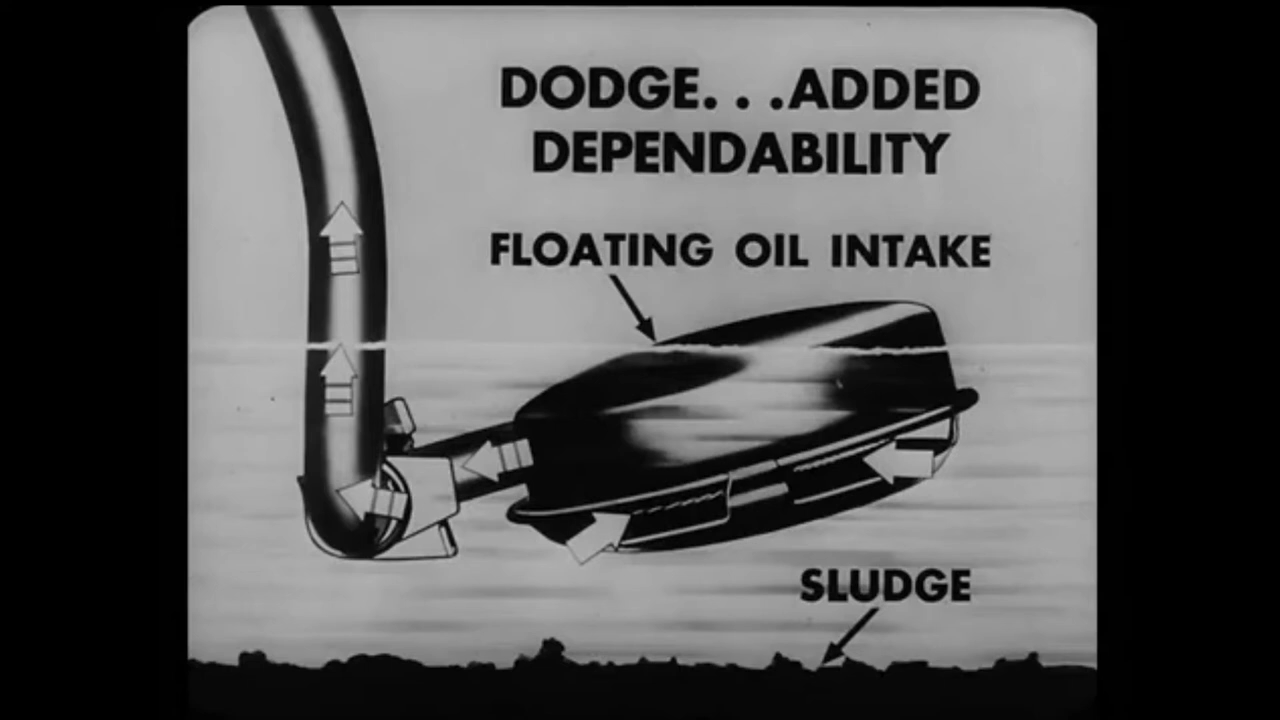 DODGE. . .ADDED
DEPENDABILITY
FLOATING OIL INTAKE
SLUDGE